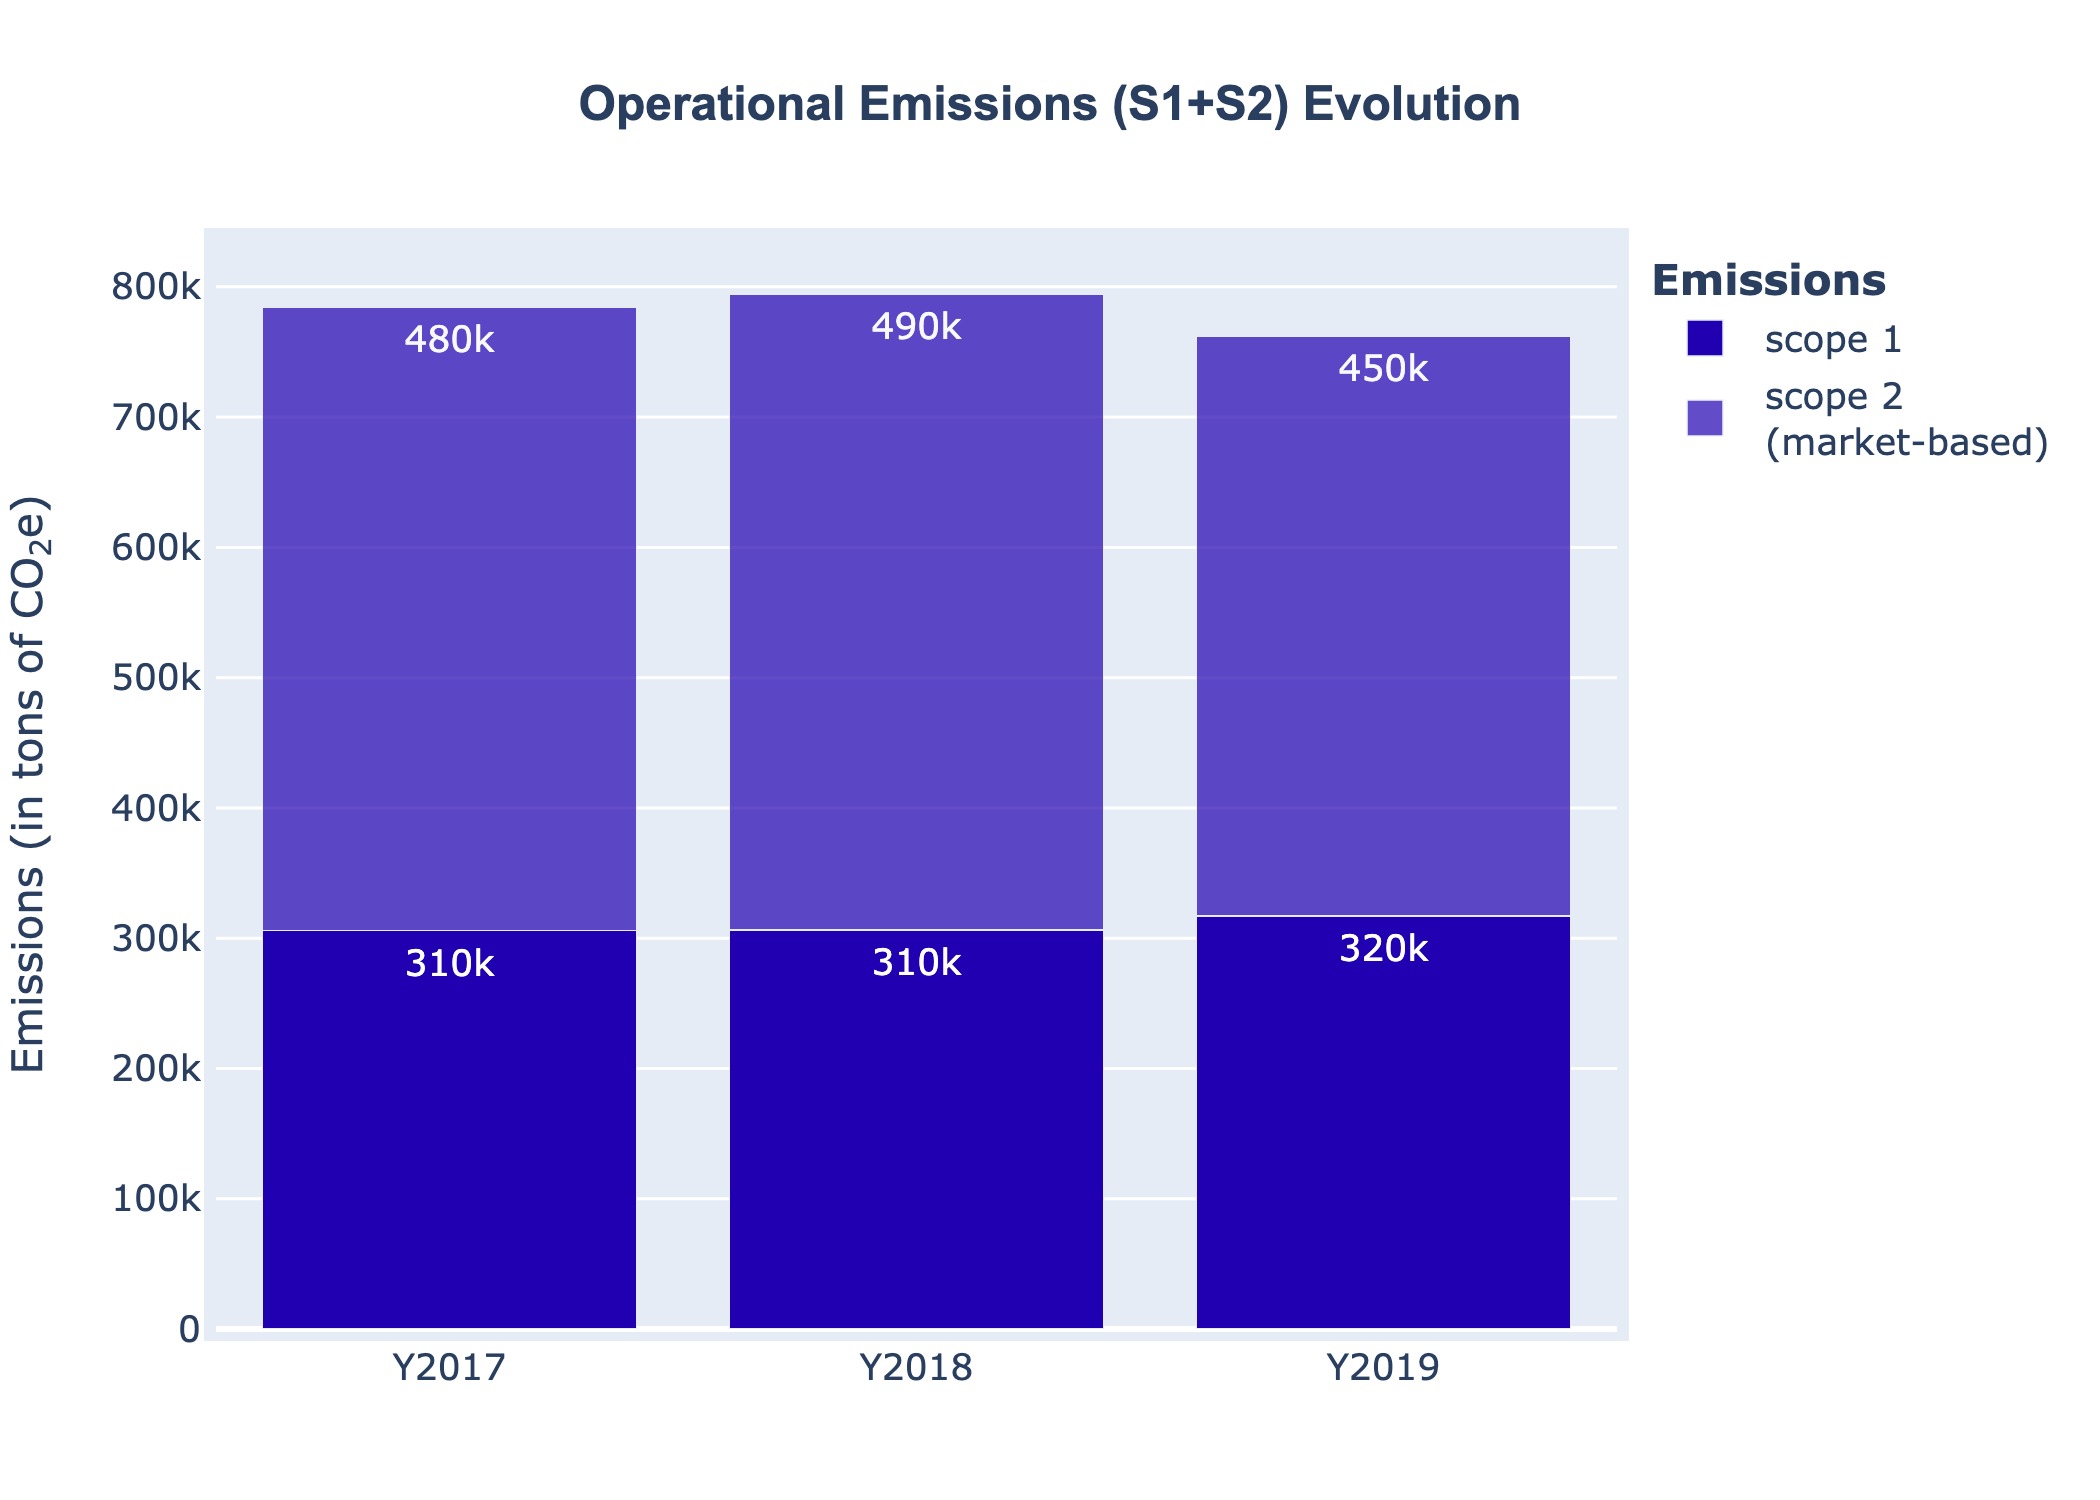 Operational Emissions (S1+S2) Evolution
Emissions (in tons of CO₂e)
800k
700k
600k
500k
400k
300k
200k
100k
0
480k
490k
450k
310k
310k
320k
Y2017
Y2018
Y2019
Emissions
scope 1
scope 2
(market-based)